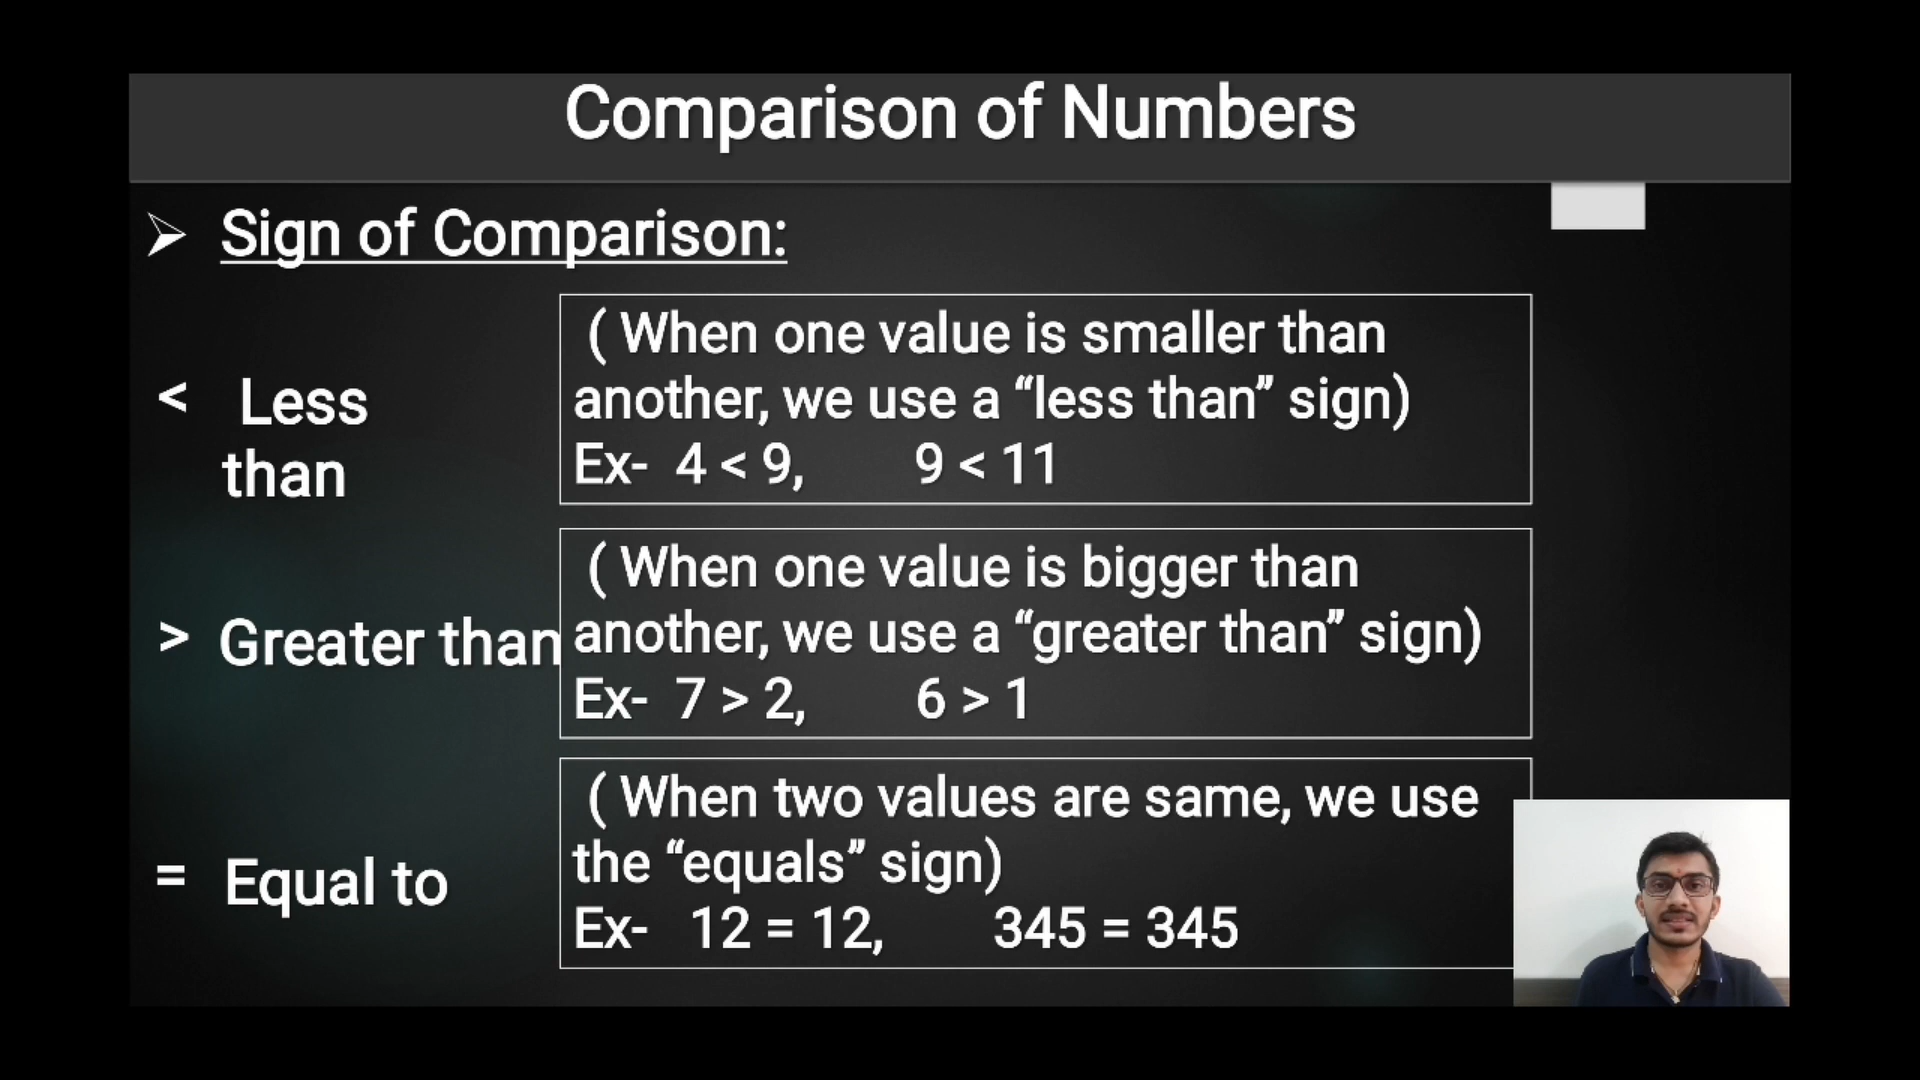 Comparison of Numbers
➢ Sign of Comparison:
< Less
than
( When one value is smaller than
another, we use a “less than” sign)
Ex- 4 < 9, 9 < 11
> Greater than
( When one value is bigger than
another, we use a “greater than” sign)
Ex- 7 > 2, 6 > 1
= Equal to
( When two values are same, we use
the “equals” sign)
Ex- 12 = 12, 345 = 345